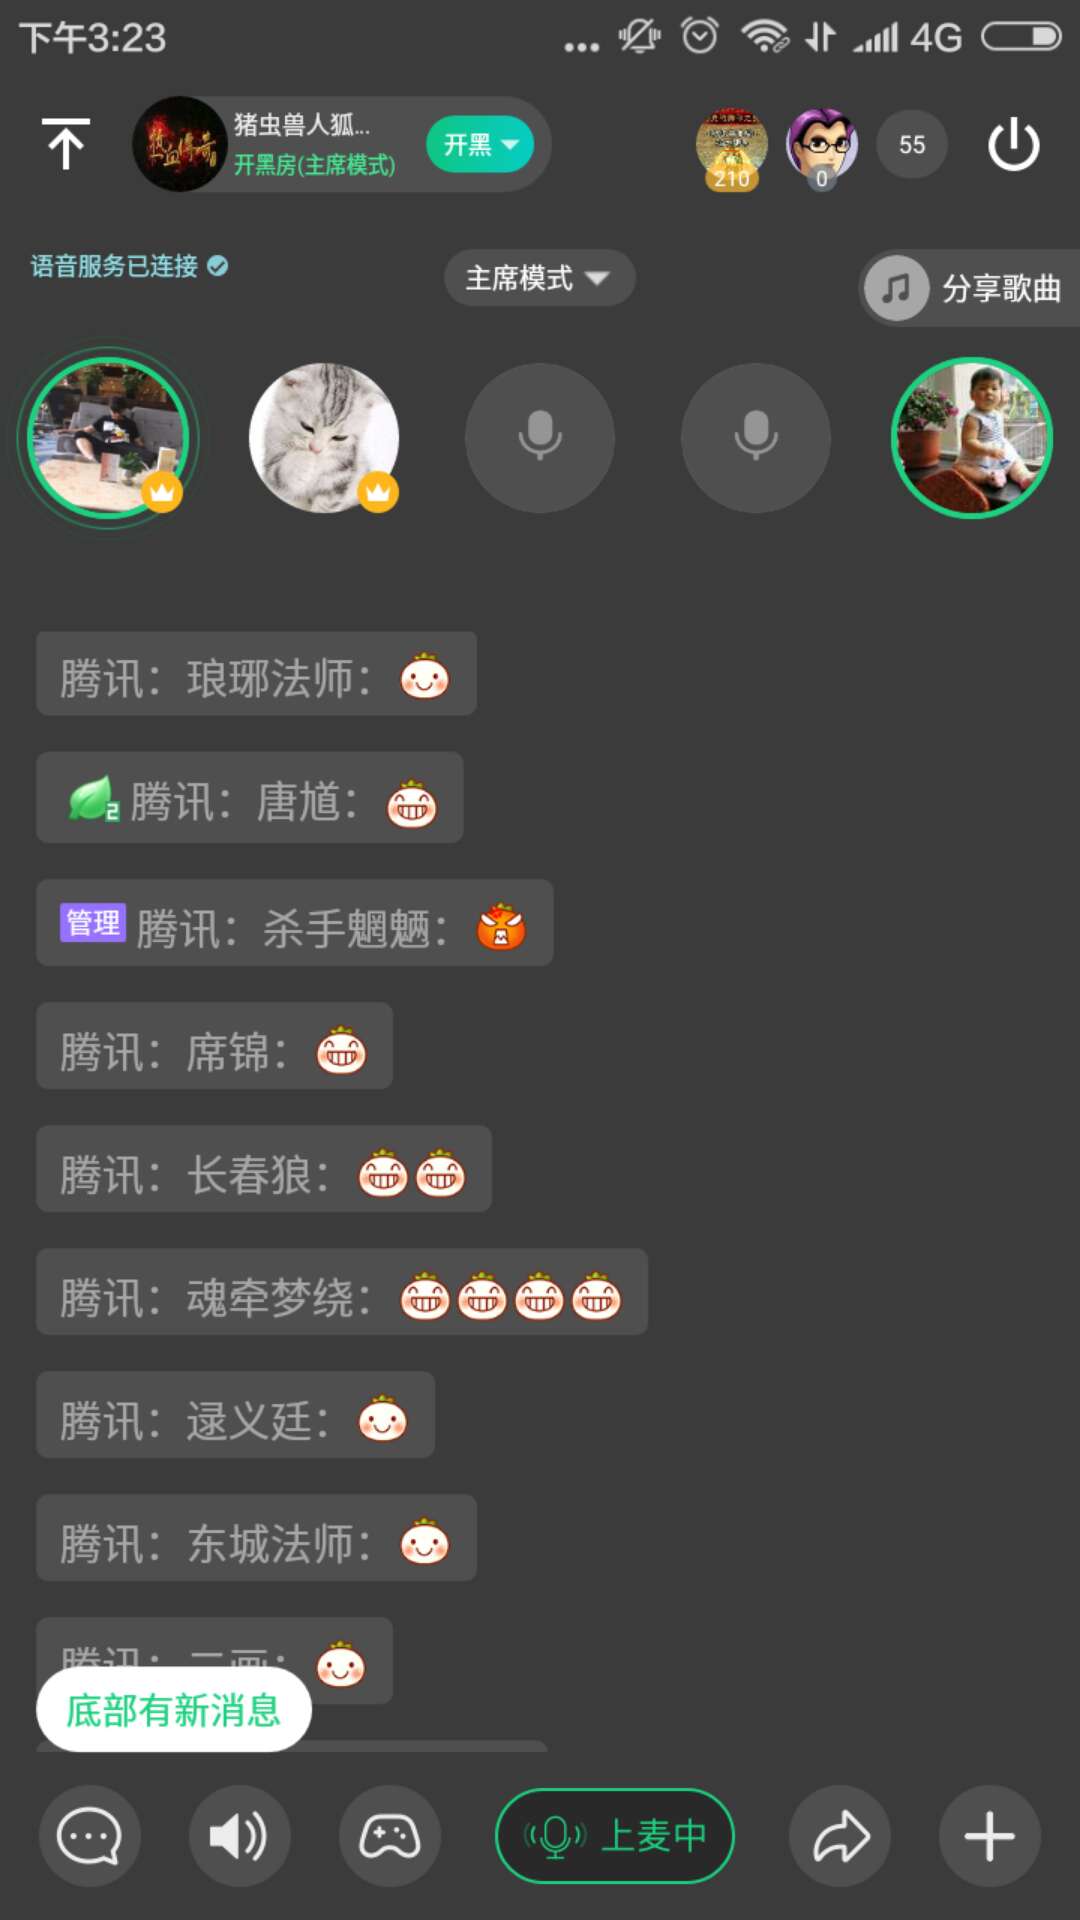 下午3:23
4G
猪虫兽人狐...
开黑房(主席模式)
开黑
210
0
55
语音服务已连接
主席模式
分享歌曲
腾讯：琅琊法师：
2腾讯：唐馗：
管理 腾讯：杀手魍魉：
腾讯：席锦：
腾讯：长春狼：
腾讯：魂牵梦绕：
腾讯：逯义廷：
腾讯：东城法师：
底部有新消息
上麦中